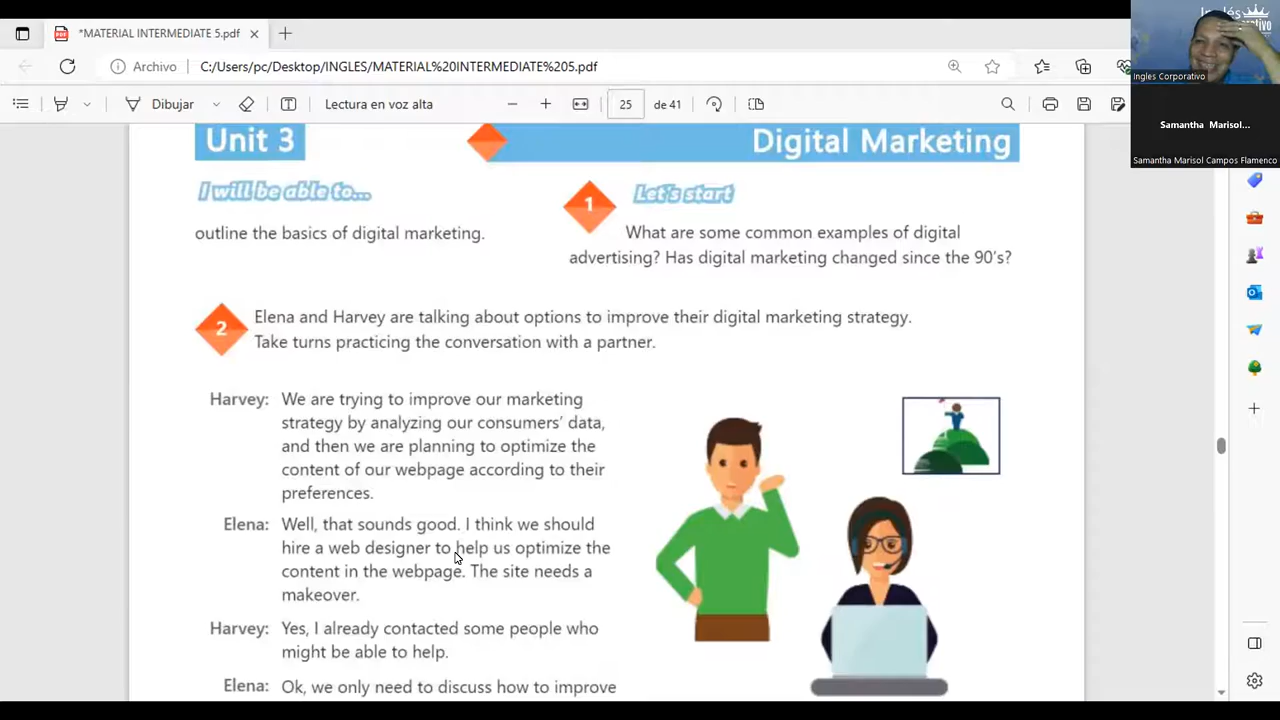 *MATERIAL INTERMEDIATE 5.pdf
Archivo
C:/Users/pc/Desktop/INGLES/MATERIAL%20INTERMEDIATE%205.pdf
Dibujar
Lectura en voz alta
25
de 41
Ingles Corporativo
Samantha Marisol...
Samantha Marisol Campos Flamenco
Unit 3
Digital Marketing
I will be able to...
outline the basics of digital marketing.
1
Let's start
What are some common examples of digital
advertising? Has digital marketing changed since the 90's?
2
Elena and Harvey are talking about options to improve their digital marketing strategy.
Take turns practicing the conversation with a partner.
Harvey: We are trying to improve our marketing
strategy by analyzing our consumers' data,
and then we are planning to optimize the
content of our webpage according to their
preferences.
Elena: Well, that sounds good. I think we should
hire a web designer to help us optimize the
content in the webpage. The site needs a
makeover.
Harvey: Yes, I already contacted some people who
might be able to help.
Elena: Ok, we only need to discuss how to improve